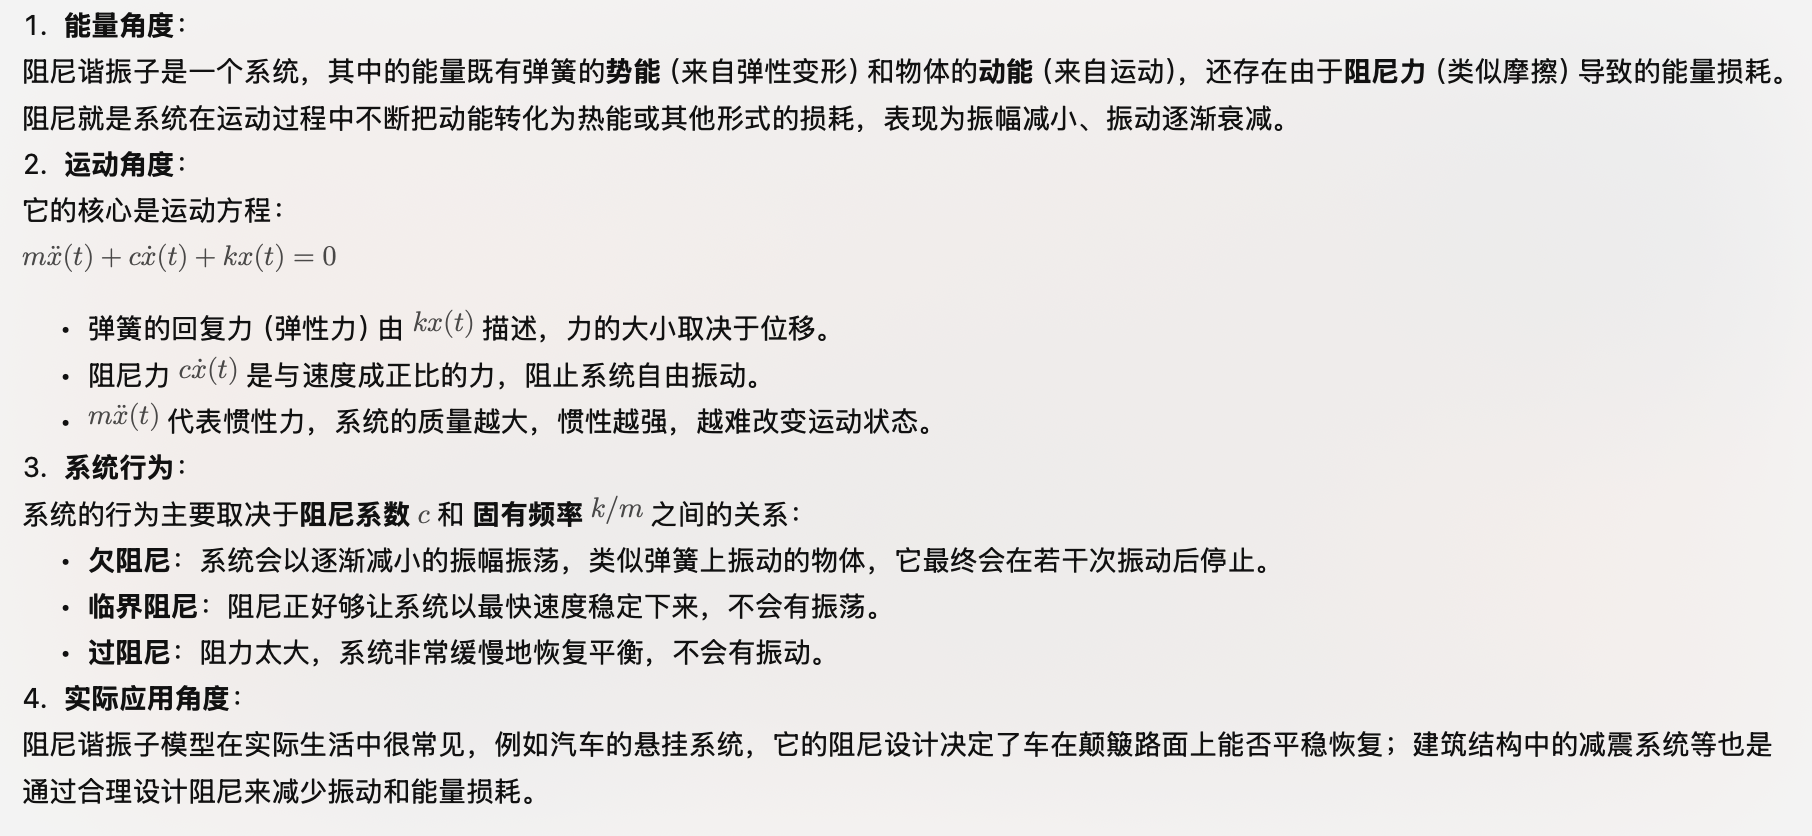 1. 能量角度：
阻尼谐振子是一个系统，其中的能量既有弹簧的势能（来自弹性变形）和物体的动能（来自运动），还存在由于阻尼力（类似摩擦）导致的能量损耗。
阻尼就是系统在运动过程中不断把动能转化为热能或其他形式的损耗，表现为振幅减小、振动逐渐衰减。
2. 运动角度：
它的核心是运动方程：
mẍ(t) + cẋ(t) + kx(t) = 0
• 弹簧的回复力（弹性力）由 kx(t) 描述，力的大小取决于位移。
• 阻尼力 cẋ(t) 是与速度成正比的力，阻止系统自由振动。
• mẍ(t) 代表惯性力，系统的质量越大，惯性越强，越难改变运动状态。
3. 系统行为：
系统的行为主要取决于阻尼系数 c 和 固有频率 k/m 之间的关系：
• 欠阻尼：系统会以逐渐减小的振幅振荡，类似弹簧上振动的物体，它最终会在若干次振动后停止。
• 临界阻尼：阻尼正好够让系统以最快速度稳定下来，不会有振荡。
• 过阻尼：阻力太大，系统非常缓慢地恢复平衡，不会有振动。
4. 实际应用角度：
阻尼谐振子模型在实际生活中很常见，例如汽车的悬挂系统，它的阻尼设计决定了车在颠簸路面上能否平稳恢复；建筑结构中的减震系统等也是
通过合理设计阻尼来减少振动和能量损耗。